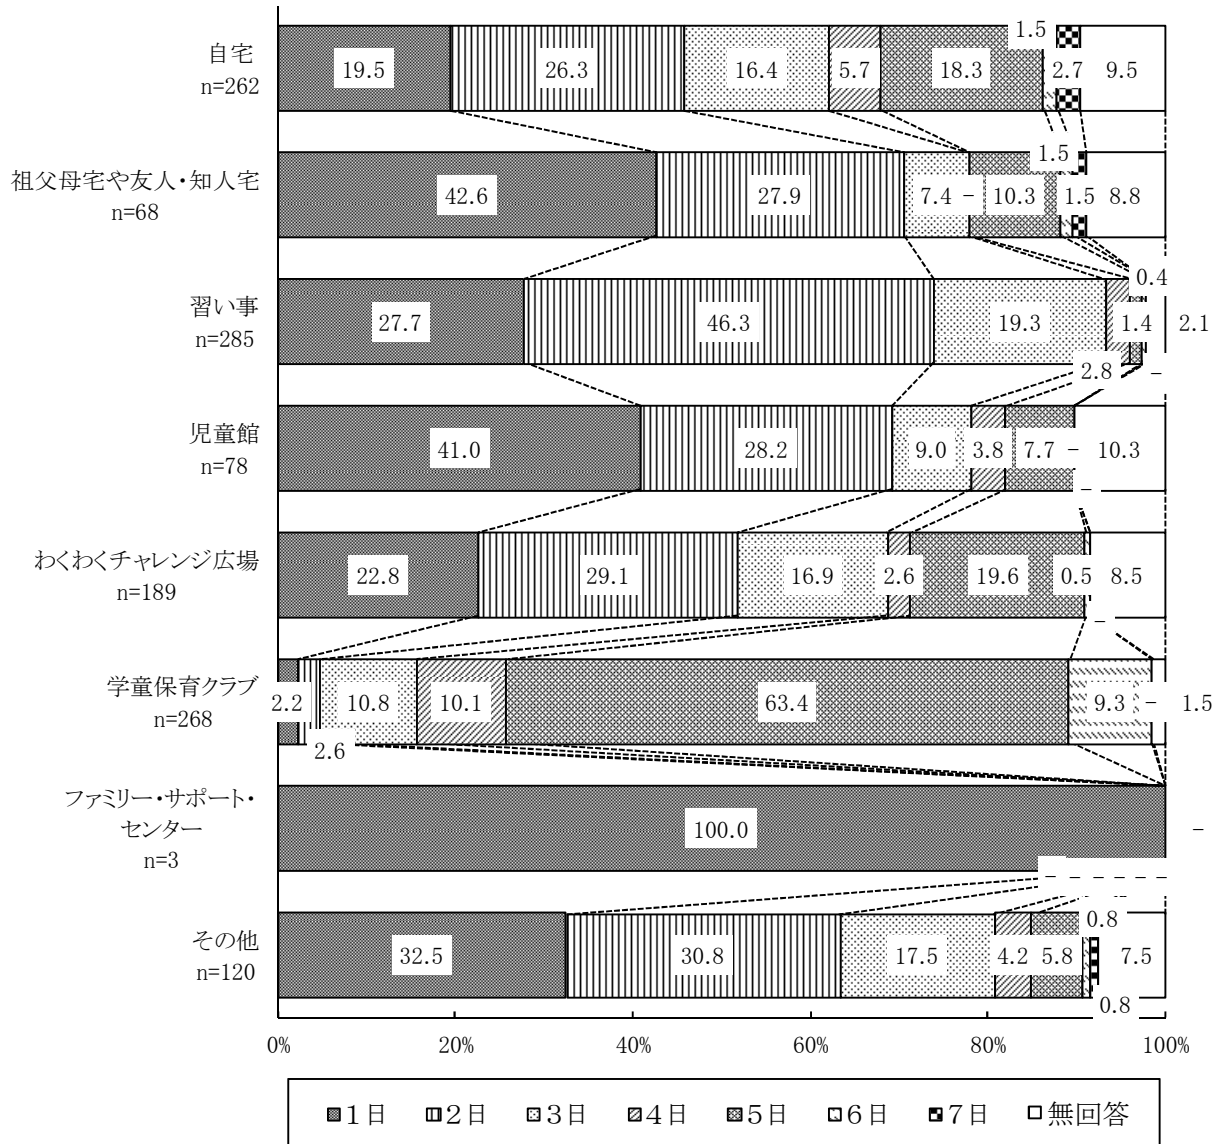 自宅
n=262
19.5 26.3 16.4 5.7 18.3 1.5 2.7 9.5
祖父母宅や友人・知人宅
n=68
42.6 27.9 7.4 － 10.3 1.5 1.5 8.8
習い事
n=285
27.7 46.3 19.3 2.8 1.4 － 0.4 2.1
児童館
n=78
41.0 28.2 9.0 3.8 7.7 － － 10.3
わくわくチャレンジ広場
n=189
22.8 29.1 16.9 2.6 19.6 0.5 － 8.5
学童保育クラブ
n=268
2.2 2.6 10.8 10.1 63.4 9.3 － 1.5
ファミリー・サポート・
センター
n=3
100.0 －
－ － － － － －
その他
n=120
32.5 30.8 17.5 4.2 5.8 0.8 0.8 7.5
0% 20% 40% 60% 80% 100%
１日 ２日 ３日 ４日 ５日 ６日 ７日 無回答